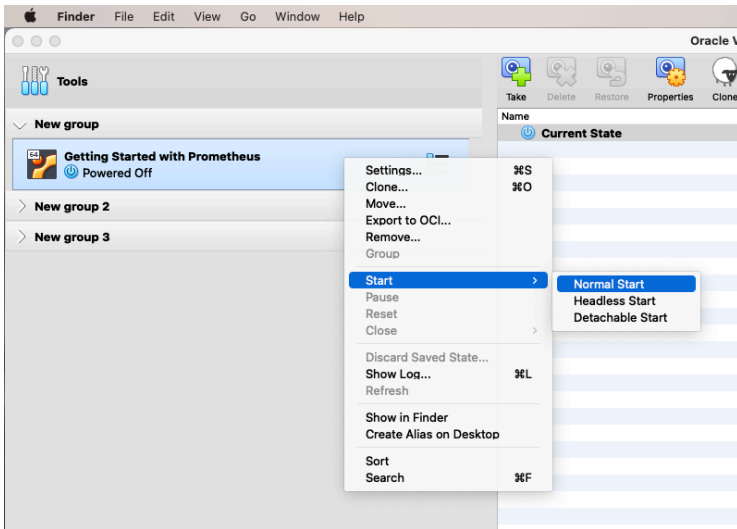 Finder File Edit View Go Window Help
Oracle V
Tools
Take Delete Restore Properties Clone
New group
Name
Current State
64
Getting Started with Prometheus
Powered Off
New group 2
New group 3
Settings... ⌘S
Clone... ⌘O
Move...
Export to OCI...
Remove...
Group
Start
Normal Start
Headless Start
Detachable Start
Pause
Reset
Close
Discard Saved State...
Show Log... ⌘L
Refresh
Show in Finder
Create Alias on Desktop
Sort
Search ⌘F